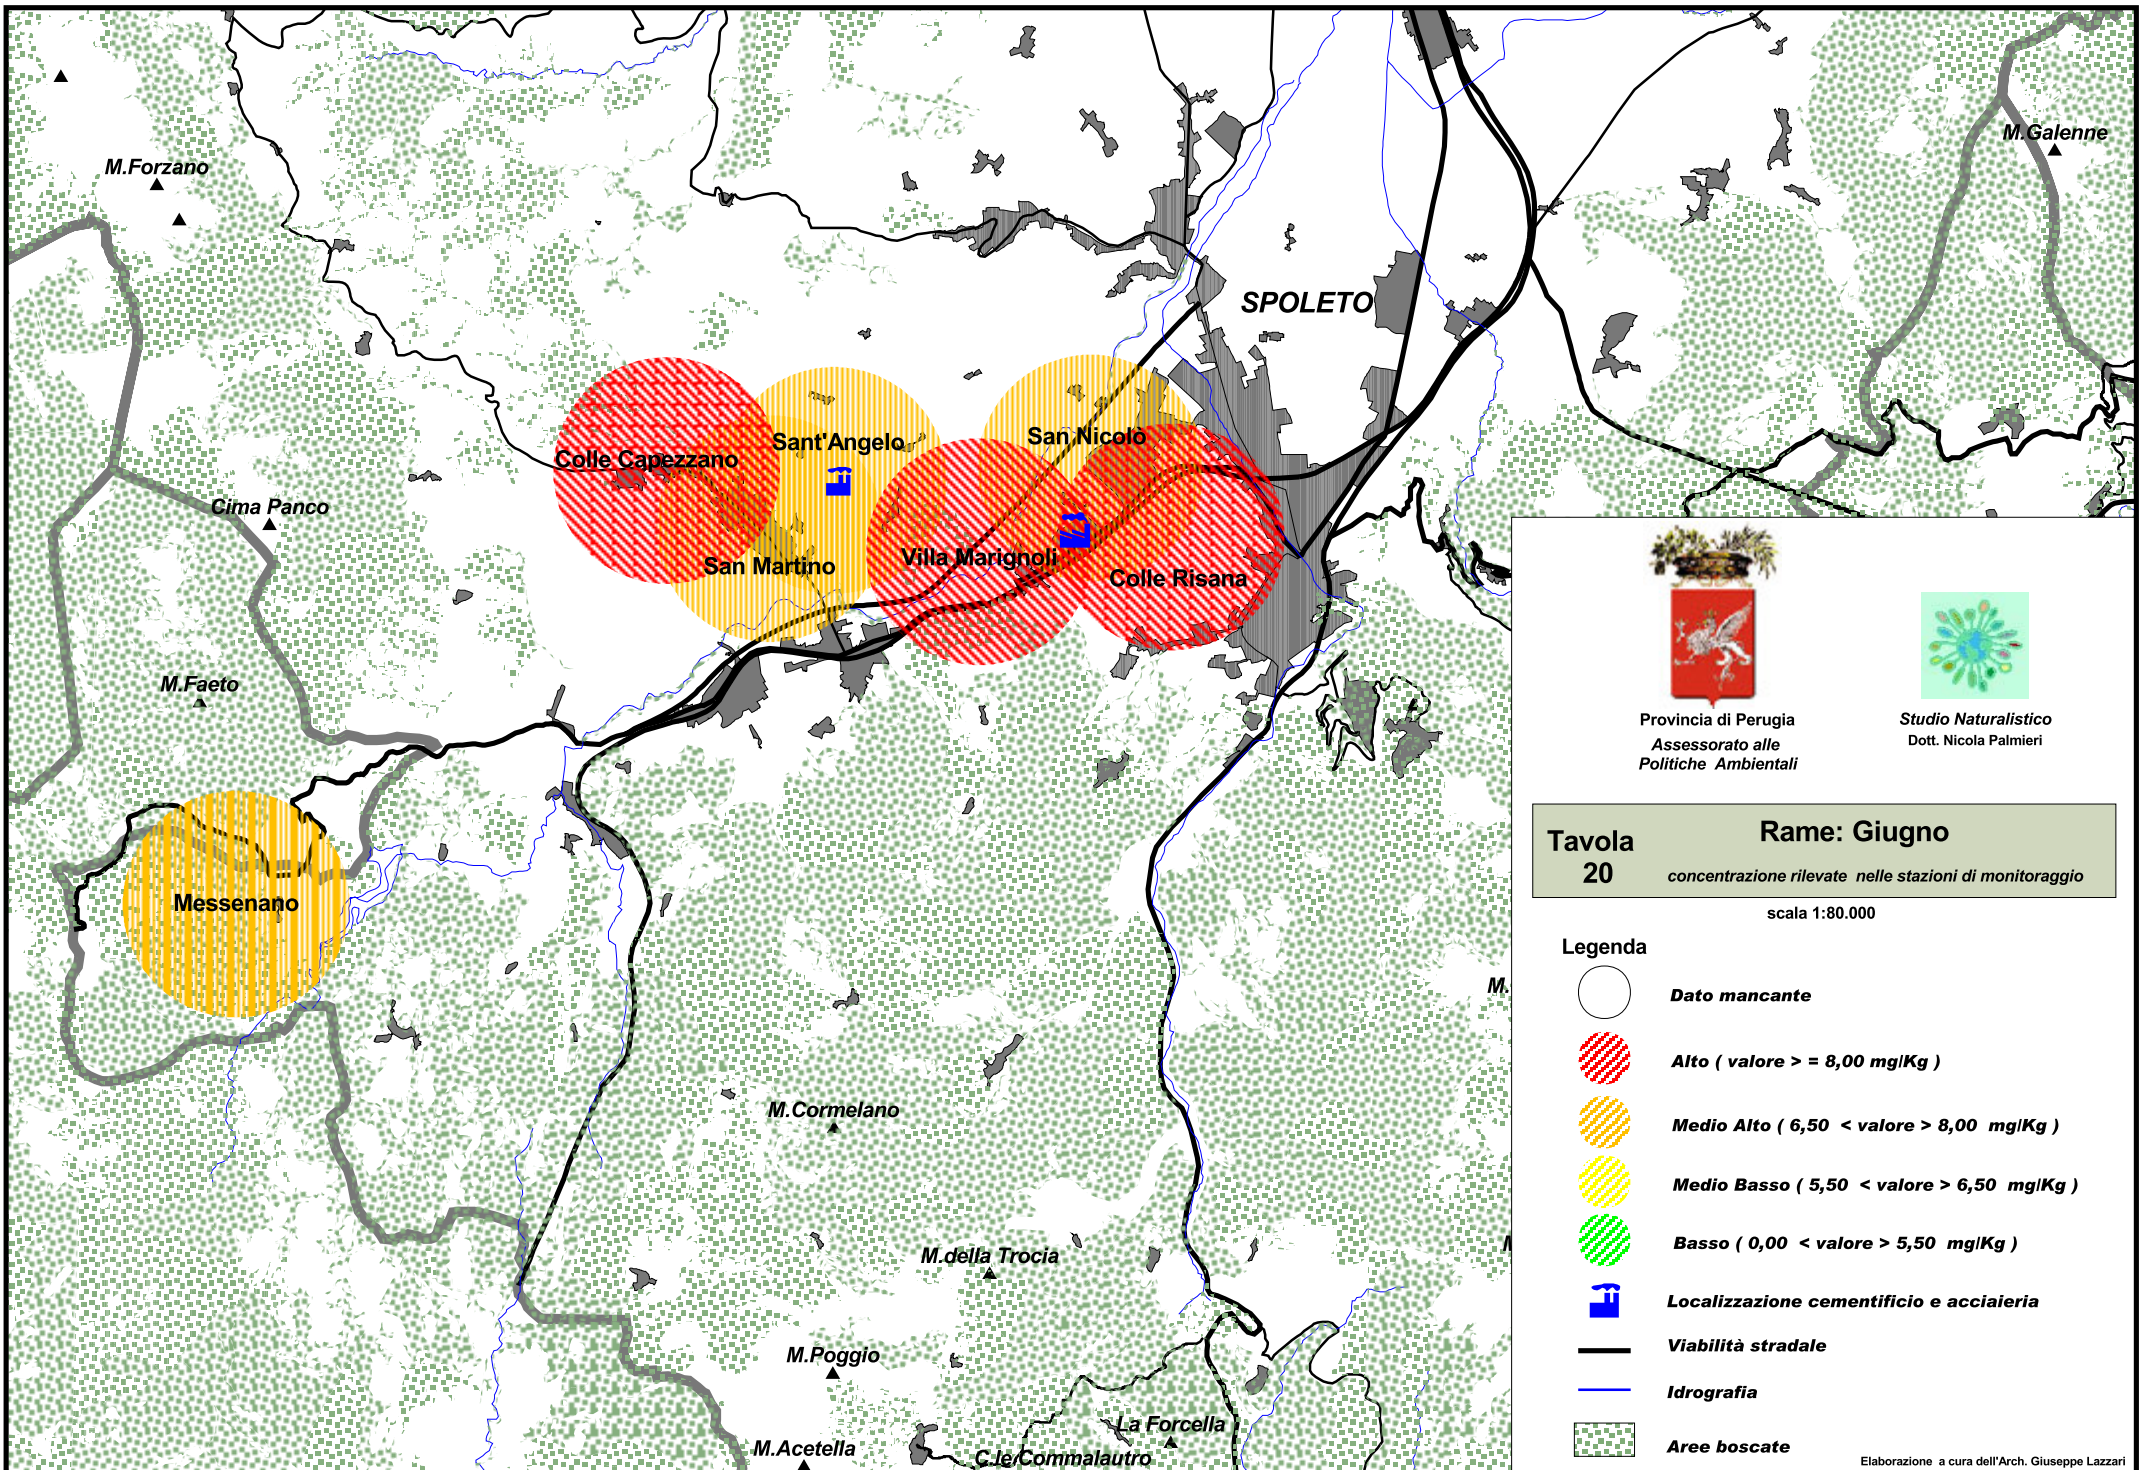 M.Galenne
M.Forzano
SPOLETO
San Nicolò
Sant'Angelo
Colle Capezzano
Cima Panco
Villa Marignoli
San Martino
Colle Risana
M.Faeto
Messenano
M.
M.Cormelano
M.della Trocia
M.Poggio
La Forcella
M.Acetella
C.le Commalautro
Provincia di Perugia
Assessorato alle
Politiche Ambientali
Studio Naturalistico
Dott. Nicola Palmieri
Tavola
20
Rame: Giugno
concentrazione rilevate nelle stazioni di monitoraggio
scala 1:80.000
Legenda
Dato mancante
Alto ( valore > = 8,00 mg/Kg )
Medio Alto ( 6,50 < valore > 8,00 mg/Kg )
Medio Basso ( 5,50 < valore > 6,50 mg/Kg )
Basso ( 0,00 < valore > 5,50 mg/Kg )
Localizzazione cementificio e acciaieria
Viabilità stradale
Idrografia
Aree boscate
Elaborazione a cura dell'Arch. Giuseppe Lazzari